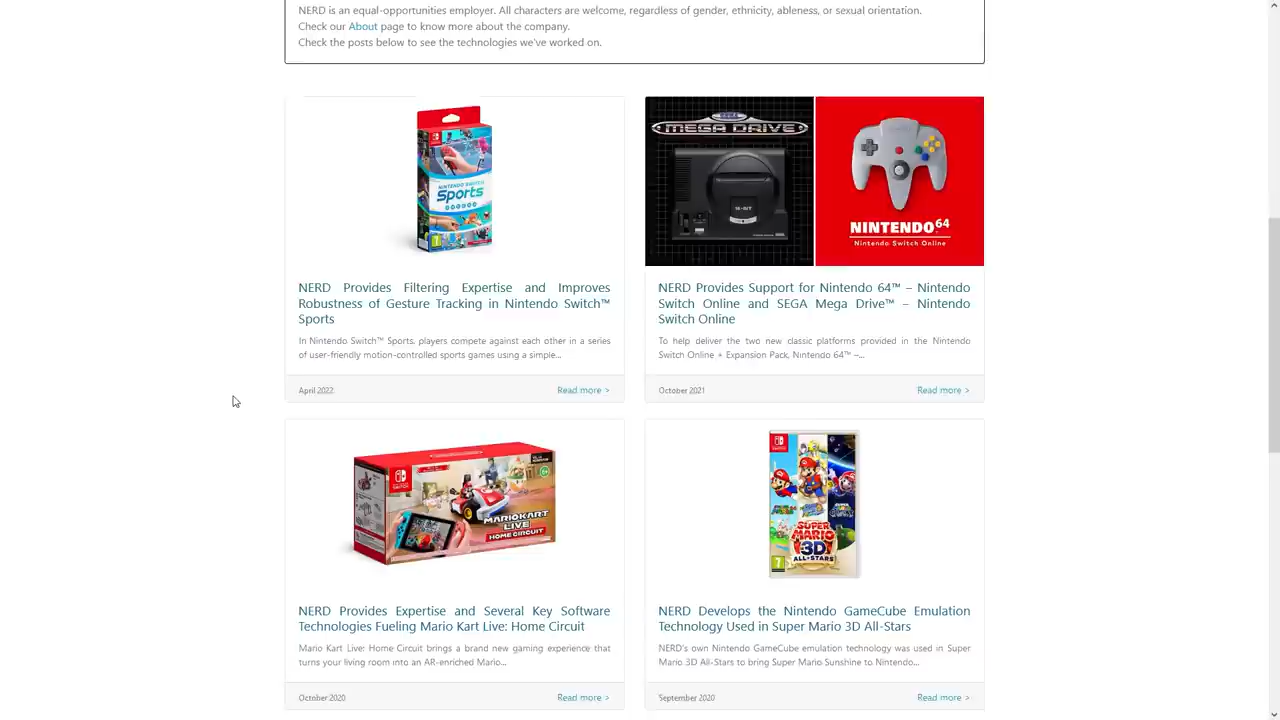 NERD is an equal-opportunities employer. All characters are welcome, regardless of gender, ethnicity, ableness, or sexual orientation.
Check our About page to know more about the company.
Check the posts below to see the technologies we've worked on.
NINTENDO SWITCH
Sports
NERD Provides Filtering Expertise and Improves
Robustness of Gesture Tracking in Nintendo Switch™
Sports
In Nintendo Switch™ Sports, players compete against each other in a series
of user-friendly motion-controlled sports games using a simple...
April 2022
Read more >
SEGA
MEGA DRIVE
16-BIT
NINTENDO64
Nintendo Switch Online
NERD Provides Support for Nintendo 64™ – Nintendo
Switch Online and SEGA Mega Drive™ – Nintendo
Switch Online
To help deliver the two new classic platforms provided in the Nintendo
Switch Online + Expansion Pack, Nintendo 64™ –...
October 2021
Read more >
MARIOKART
LIVE
HOME CIRCUIT
NERD Provides Expertise and Several Key Software
Technologies Fueling Mario Kart Live: Home Circuit
Mario Kart Live: Home Circuit brings a brand new gaming experience that
turns your living room into an AR-enriched Mario...
October 2020
Read more >
SUPER
MARIO
3D
ALL-STARS
7
NERD Develops the Nintendo GameCube Emulation
Technology Used in Super Mario 3D All-Stars
NERD's own Nintendo GameCube emulation technology was used in Super
Mario 3D All-Stars to bring Super Mario Sunshine to Nintendo...
September 2020
Read more >